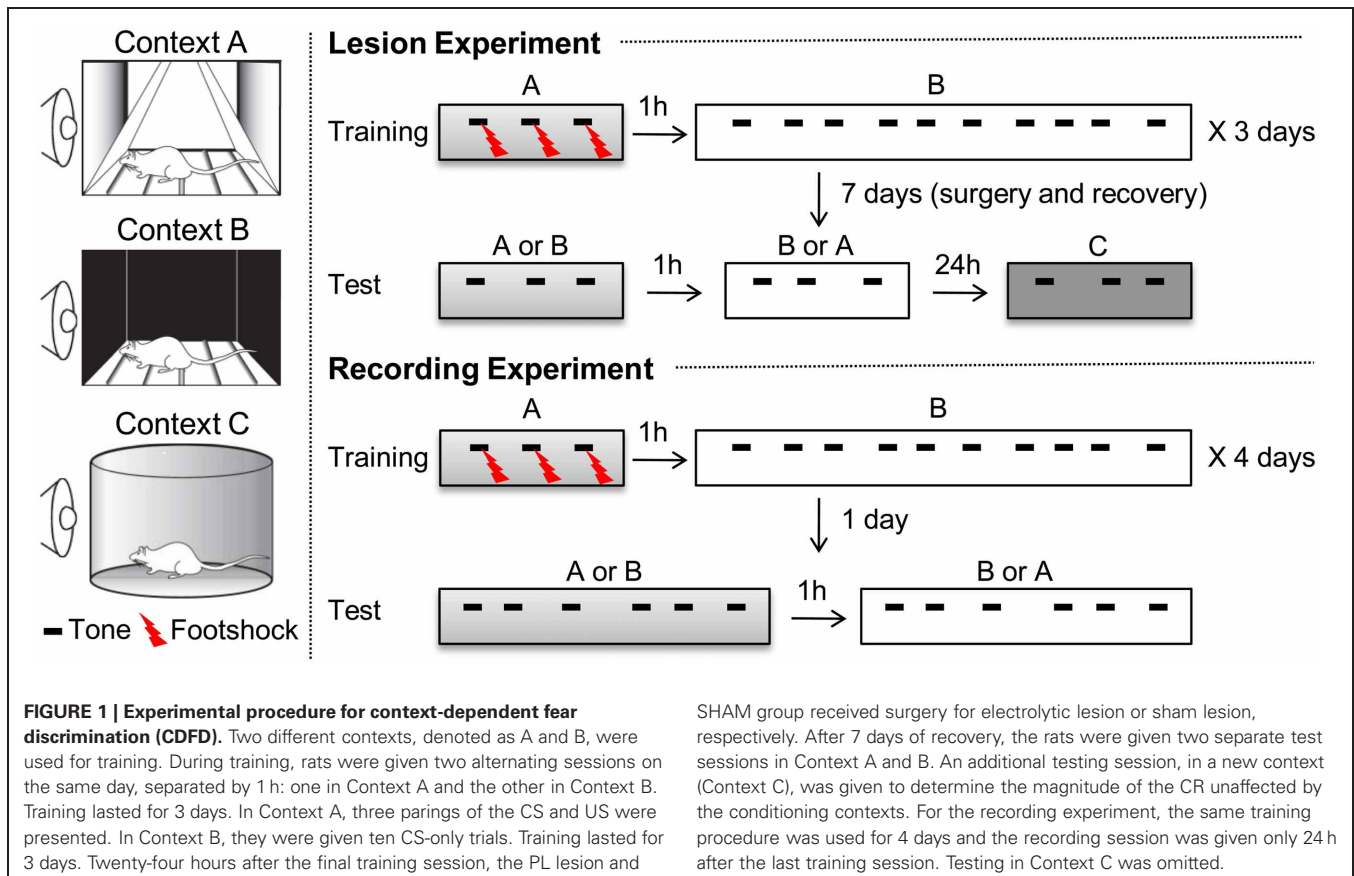 Context A
Context B
Context C
Tone Footshock
Lesion Experiment
A
1h
B
Training
X 3 days
7 days (surgery and recovery)
A or B
B or A
C
Test
1h
24h
Recording Experiment
A
1h
B
Training
X 4 days
1 day
A or B
B or A
Test
1h
FIGURE 1 | Experimental procedure for context-dependent fear
discrimination (CDFD). Two different contexts, denoted as A and B, were
used for training. During training, rats were given two alternating sessions on
the same day, separated by 1 h: one in Context A and the other in Context B.
Training lasted for 3 days. In Context A, three parings of the CS and US were
presented. In Context B, they were given ten CS-only trials. Training lasted for
3 days. Twenty-four hours after the final training session, the PL lesion and
SHAM group received surgery for electrolytic lesion or sham lesion,
respectively. After 7 days of recovery, the rats were given two separate test
sessions in Context A and B. An additional testing session, in a new context
(Context C), was given to determine the magnitude of the CR unaffected by
the conditioning contexts. For the recording experiment, the same training
procedure was used for 4 days and the recording session was given only 24 h
after the last training session. Testing in Context C was omitted.